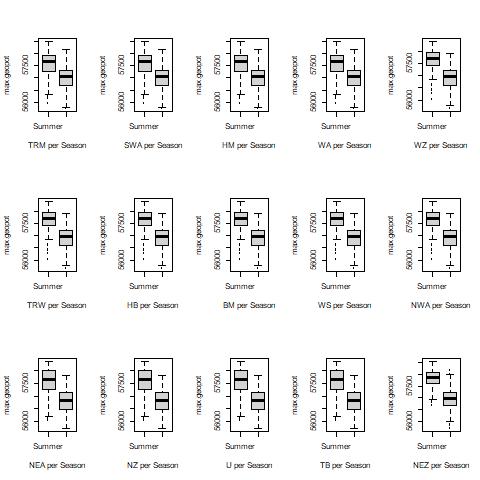 max.geopot 57500 56000 Summer TRM per Season
max.geopot 57500 56000 Summer SWA per Season
max.geopot 57500 56000 Summer HM per Season
max.geopot 57500 56000 Summer WA per Season
max.geopot 57500 56000 Summer WZ per Season
max.geopot 57500 56000 Summer TRW per Season
max.geopot 57500 56000 Summer HB per Season
max.geopot 57500 56000 Summer BM per Season
max.geopot 57500 56000 Summer WS per Season
max.geopot 57500 56000 Summer NWA per Season
max.geopot 57500 56000 Summer NEA per Season
max.geopot 57500 56000 Summer NZ per Season
max.geopot 57500 56000 Summer U per Season
max.geopot 57500 56000 Summer TB per Season
max.geopot 57500 56000 Summer NEZ per Season